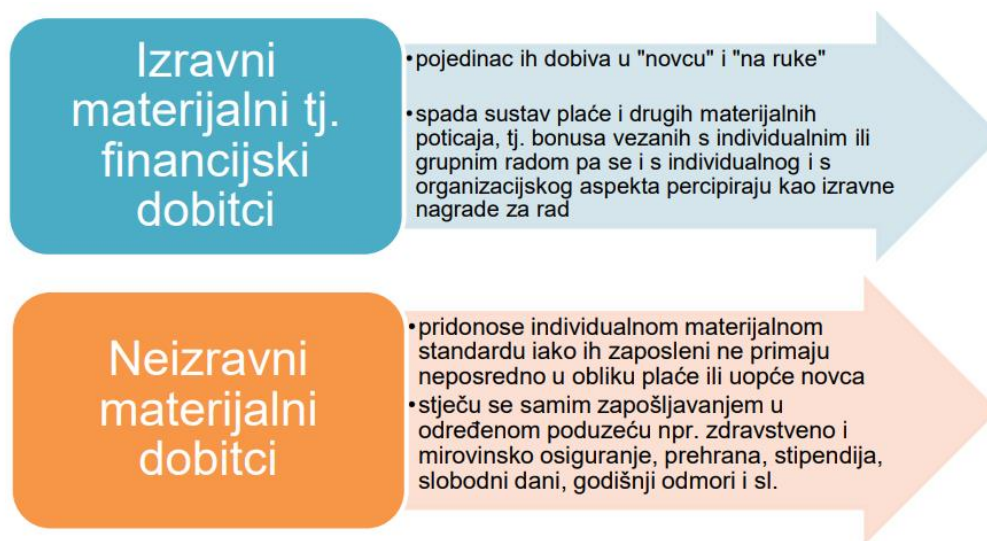 Izravni
materijalni tj.
financijski
dobitci
•pojedinac ih dobiva u "novcu" i "na ruke"
•spada sustav plaće i drugih materijalnih
poticaja, tj. bonusa vezanih s individualnim ili
grupnim radom pa se i s individualnog i s
organizacijskog aspekta percipiraju kao izravne
nagrade za rad
Neizravni
materijalni
dobitci
•pridonose individualnom materijalnom
standardu iako ih zaposleni ne primaju
neposredno u obliku plaće ili uopće novca
•stječu se samim zapošljavanjem u
određenom poduzeću npr. zdravstveno i
mirovinsko osiguranje, prehrana, stipendija,
slobodni dani, godišnji odmori i sl.